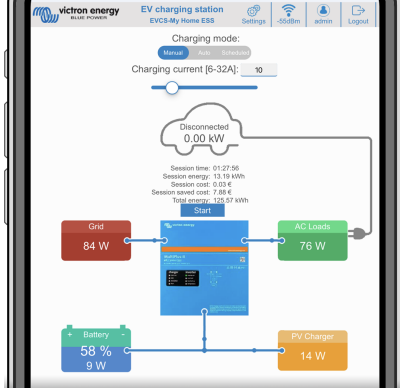 victron energy
BLUE POWER
EV charging station
EVCS-My Home ESS
Settings
-55dBm
admin
Logout
Charging mode:
Manual Auto Scheduled
Charging current [6-32A]: 10
Disconnected
0.00 kW
Session time: 01:27:56
Session energy: 13.19 kWh
Session cost: 0.03 €
Session saved cost: 7.88 €
Total energy: 125.57 kWh
Start
Grid
84 W
victron energy
AC Loads
76 W
MultiPlus-II
+ Battery -
58 %
9 W
PV Charger
14 W